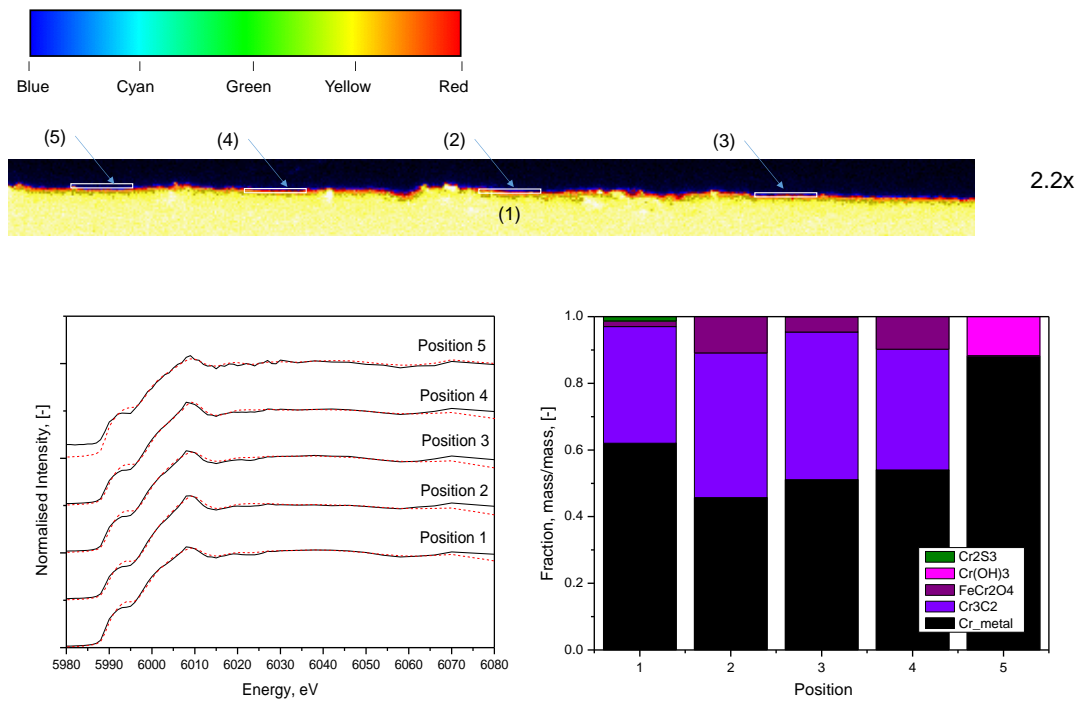 Blue Cyan Green Yellow Red
(5) (4) (2) (3)
2.2x
(1)
Normalised Intensity, [-]
Position 5
Position 4
Position 3
Position 2
Position 1
5980 5990 6000 6010 6020 6030 6040 6050 6060 6070 6080
Energy, eV
Fraction, mass/mass, [-]
1.0
0.8
0.6
0.4
0.2
0.0
Cr2S3
Cr(OH)3
FeCr2O4
Cr3C2
Cr_metal
1 2 3 4 5
Position